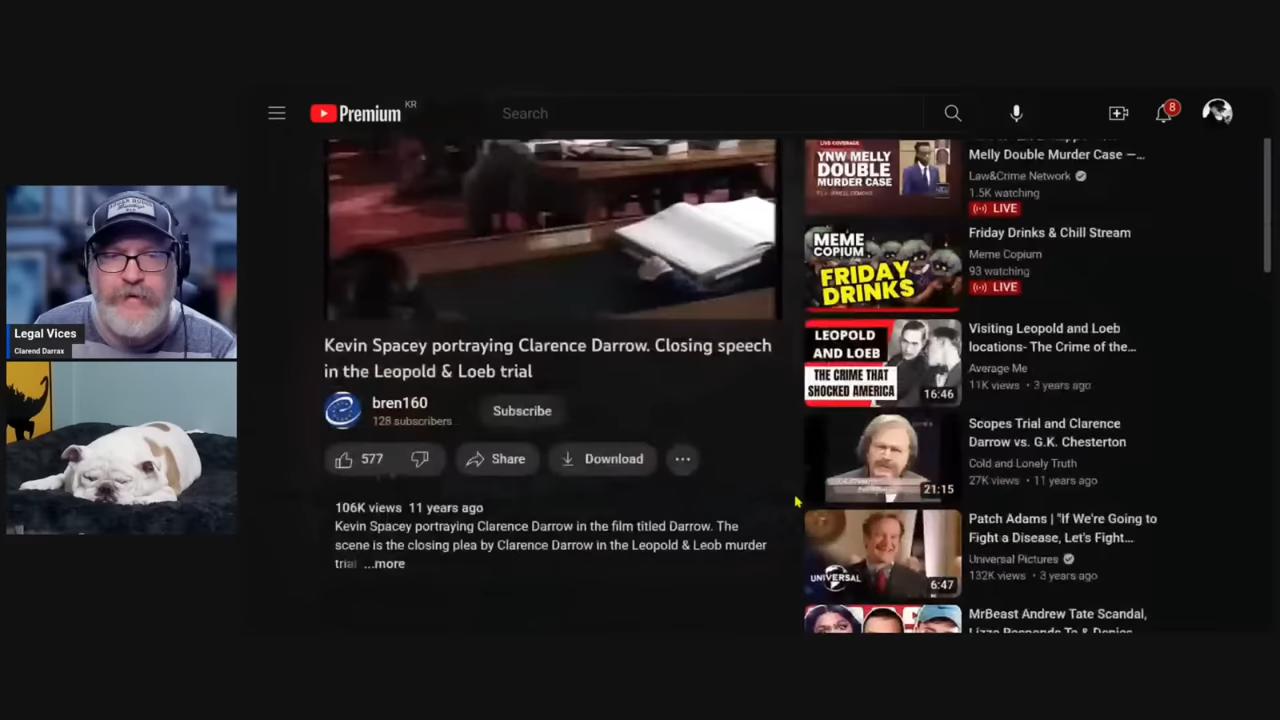 Premium KR
Search
8
Legal Vices
Clarend Darrax
Kevin Spacey portraying Clarence Darrow. Closing speech
in the Leopold & Loeb trial
bren160
128 subscribers
Subscribe
577
Share
Download
106K views 11 years ago
Kevin Spacey portraying Clarence Darrow in the film titled Darrow. The
scene is the closing plea by Clarence Darrow in the Leopold & Leob murder
trial ...more
LIVE COVERAGE
YNW MELLY
DOUBLE
MURDER CASE
Melly Double Murder Case —...
Law&Crime Network
1.5K watching
LIVE
MEME
COPIUM
FRIDAY
DRINKS
Friday Drinks & Chill Stream
Meme Copium
93 watching
LIVE
LEOPOLD
AND LOEB
THE CRIME THAT
SHOCKED AMERICA
16:46
Visiting Leopold and Loeb
locations- The Crime of the...
Average Me
11K views • 3 years ago
21:15
Scopes Trial and Clarence
Darrow vs. G.K. Chesterton
Cold and Lonely Truth
27K views • 11 years ago
UNIVERSAL
6:47
Patch Adams | "If We're Going to
Fight a Disease, Let's Fight...
Universal Pictures
132K views • 3 years ago
MrBeast Andrew Tate Scandal,
Lizzo Responds To & Denies